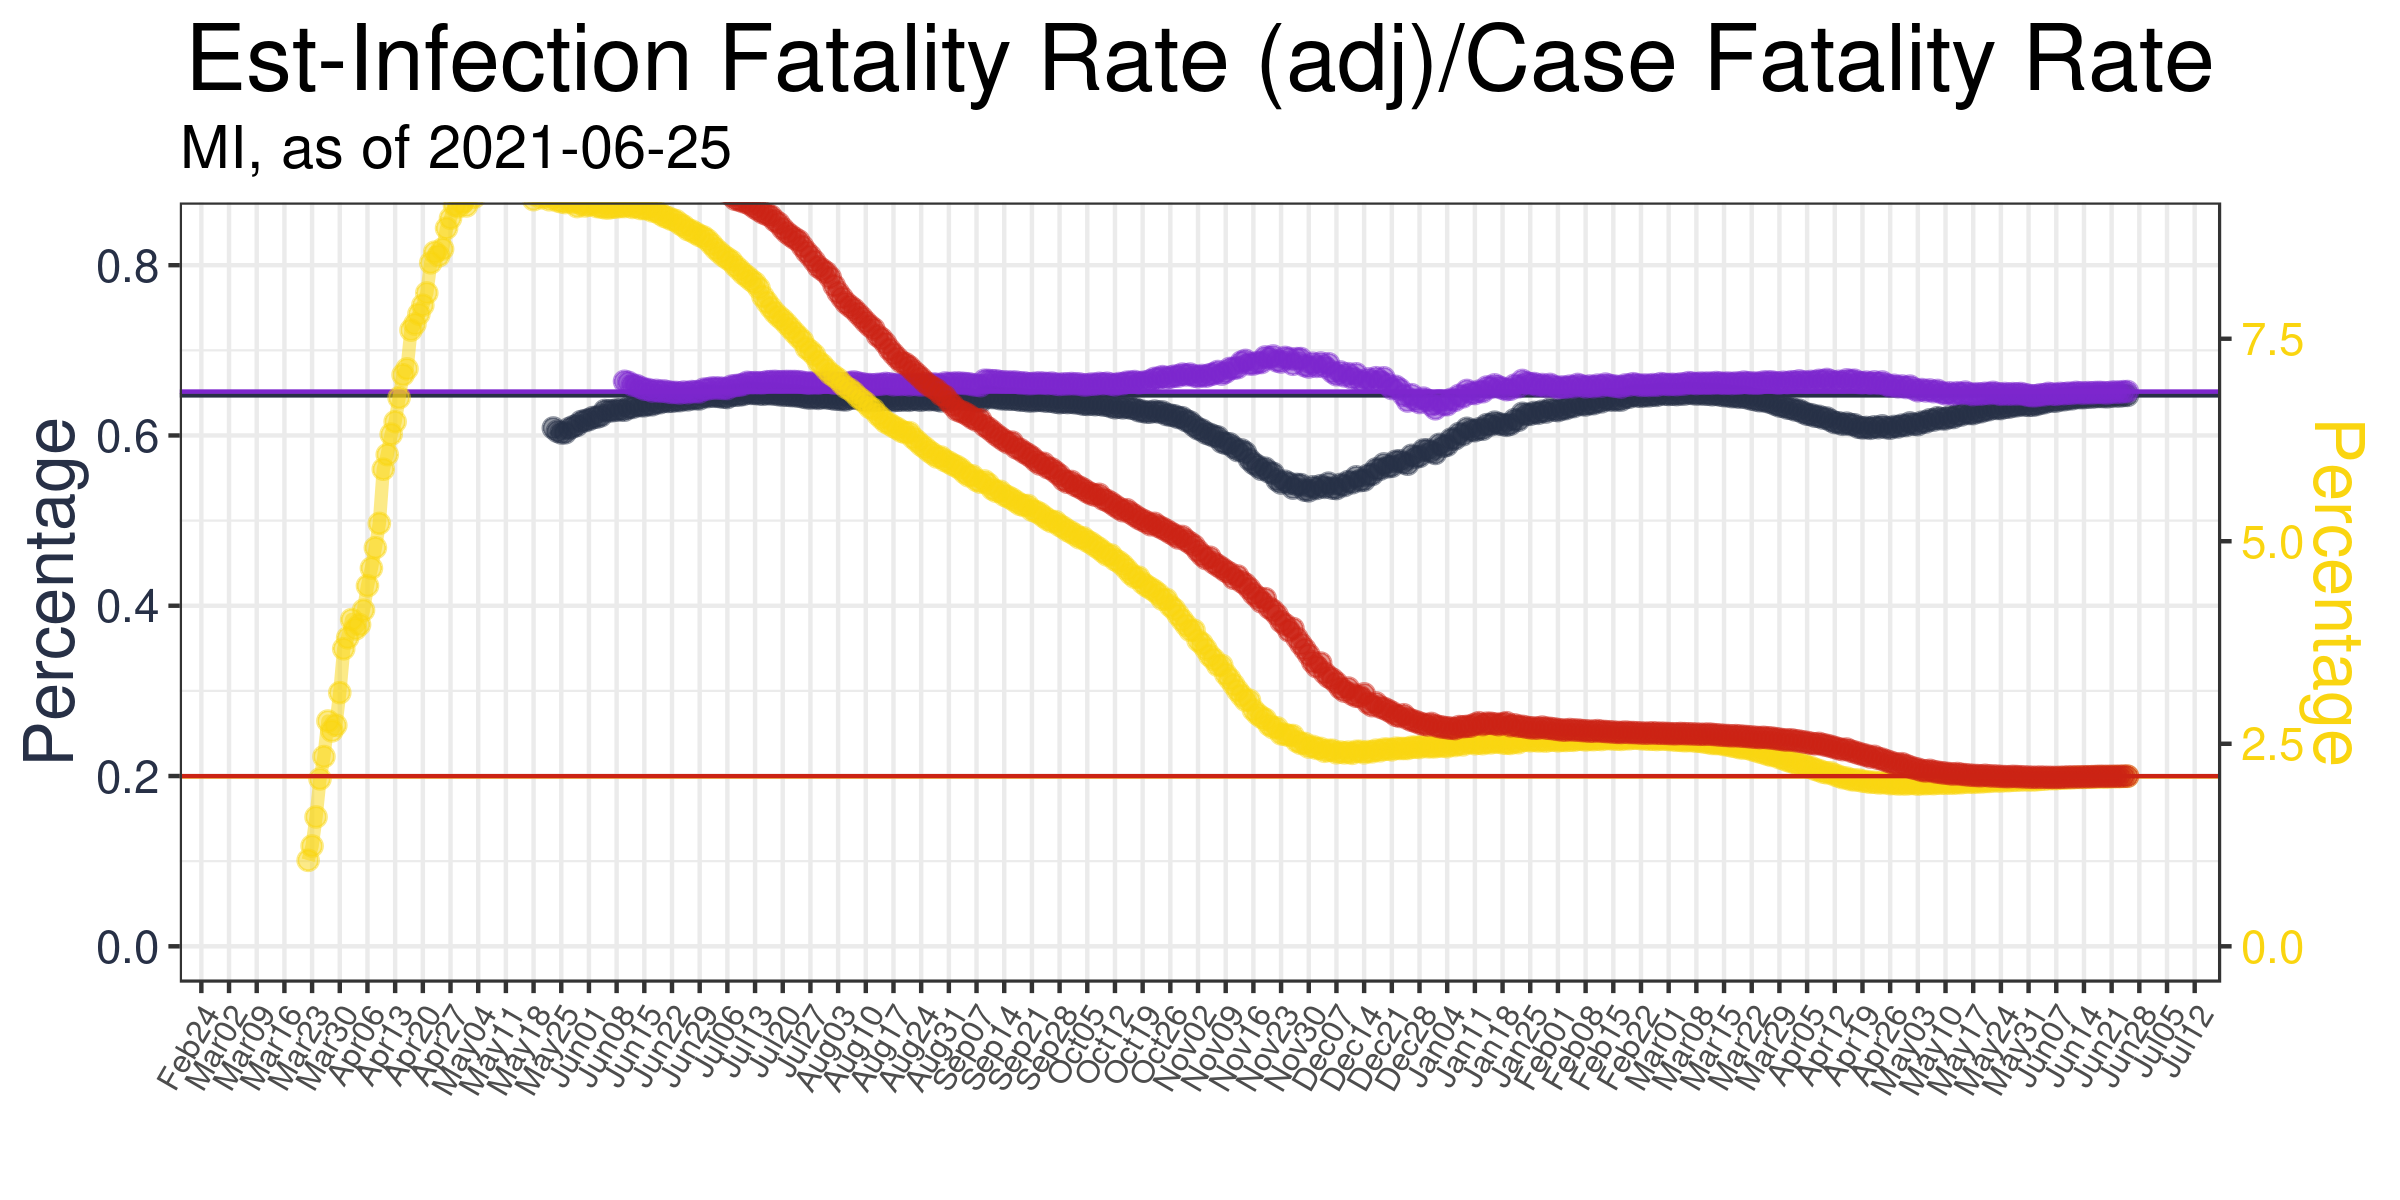 Est-Infection Fatality Rate (adj)/Case Fatality Rate
MI, as of 2021-06-25
Percentage
0.8
0.6
0.4
0.2
0.0
7.5
5.0
2.5
0.0
Percentage
Feb24
Mar02
Mar09
Mar16
Mar23
Mar30
Apr06
Apr13
Apr20
Apr27
May04
May11
May18
May25
Jun01
Jun08
Jun15
Jun22
Jun29
Jul06
Jul13
Jul20
Jul27
Aug03
Aug10
Aug17
Aug24
Aug31
Sep07
Sep14
Sep21
Sep28
Oct05
Oct12
Oct19
Oct26
Nov02
Nov09
Nov16
Nov23
Nov30
Dec07
Dec14
Dec21
Dec28
Jan04
Jan11
Jan18
Jan25
Feb01
Feb08
Feb15
Feb22
Mar01
Mar08
Mar15
Mar22
Mar29
Apr05
Apr12
Apr19
Apr26
May03
May10
May17
May24
May31
Jun07
Jun14
Jun21
Jun28
Jul05
Jul12